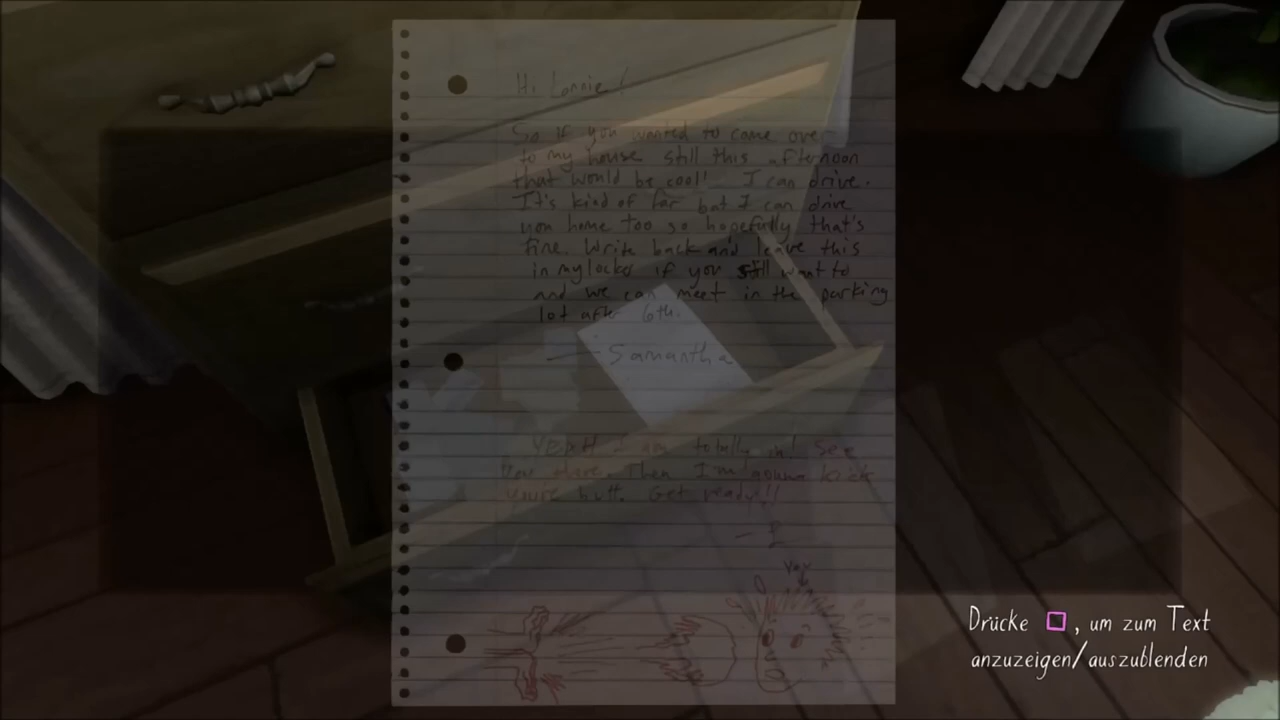 Hi Lonnie!
So if you wanted to come over
to my house still this afternoon
that would be cool! I can drive.
It's kind of far but I can drive
you home too so hopefully that's
fine. Write back and leave this
in my locker if you still want to
and we can meet in the parking
lot after 6th.
— Samantha
YEAH I am totally in! See
you there. Then I'm gonna kick
youre butt. Get ready!!
— L
You
Drücke , um zum Text
anzuzeigen/auszublenden